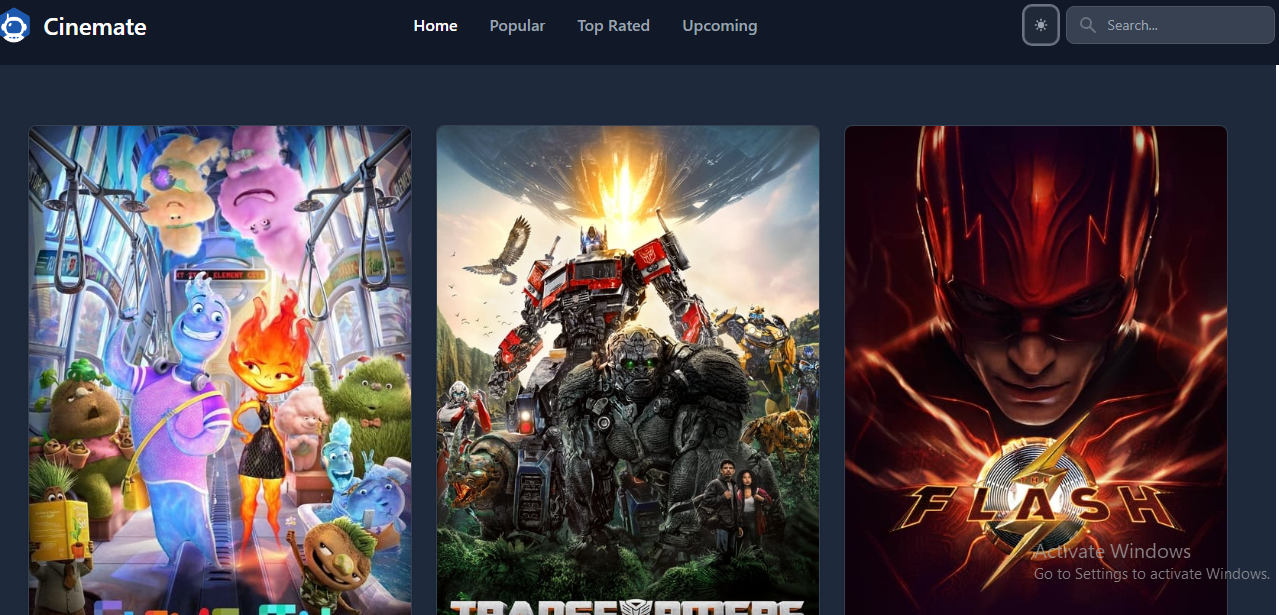 Cinemate
Home
Popular
Top Rated
Upcoming
Search...
ELEMENT CITY
THE
FLASH
TRANSFORMERS
Activate Windows
Go to Settings to activate Windows.